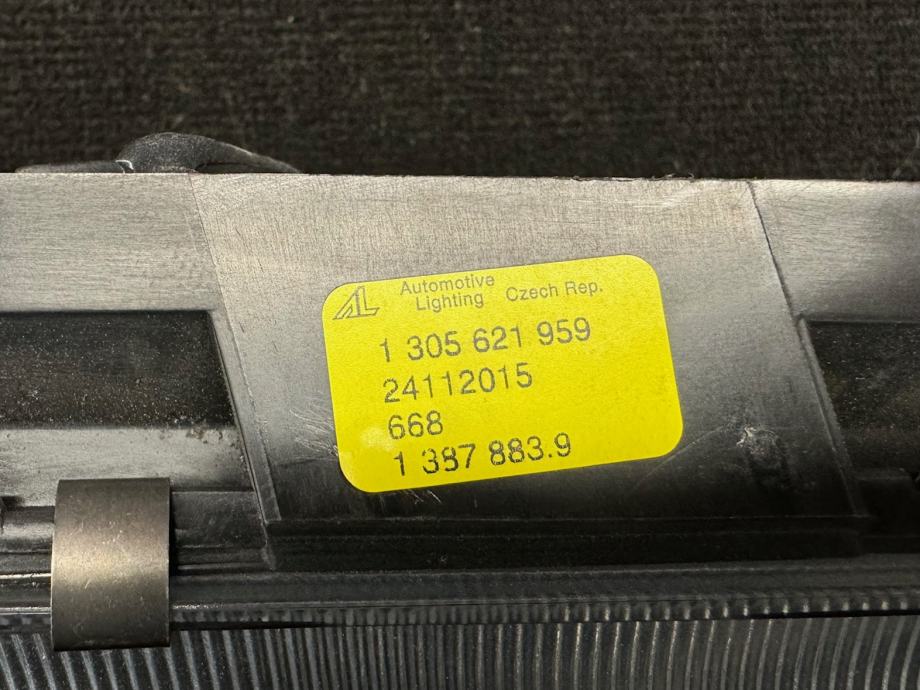 AL Automotive Lighting Czech Rep.
1 305 621 959
24112015
668
1 387 883.9